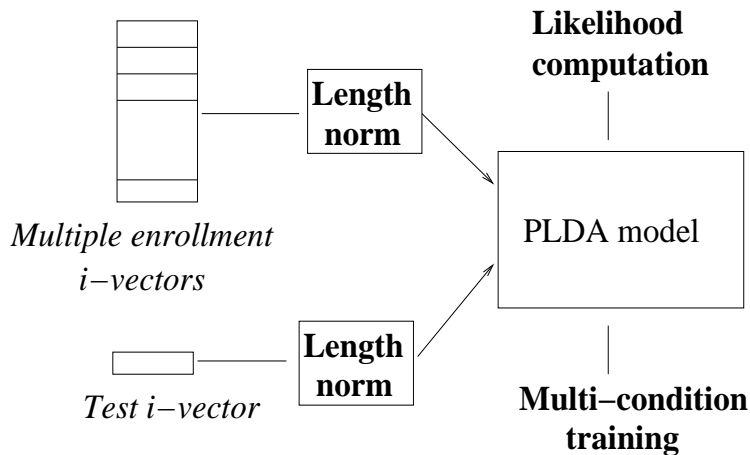 Multiple enrollment
i−vectors
Length
norm
Test i−vector
Length
norm
Likelihood
computation
PLDA model
Multi−condition
training